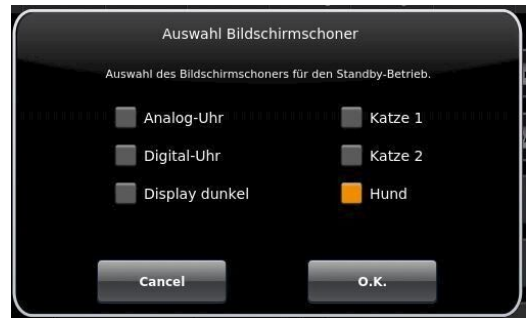 Auswahl Bildschirmschoner
Auswahl des Bildschirmschoners für den Standby-Betrieb.
Analog-Uhr Katze 1
Digital-Uhr Katze 2
Display dunkel Hund
Cancel O.K.